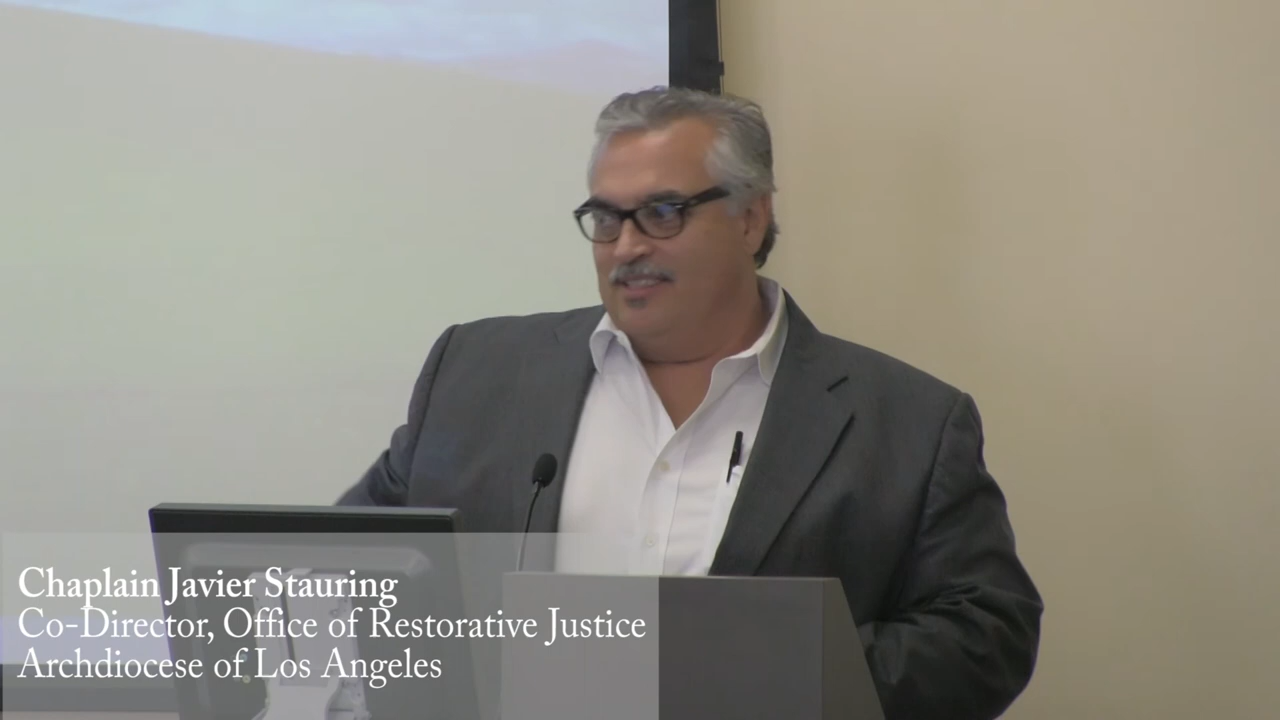 Chaplain Javier Stauring
Co-Director, Office of Restorative Justice
Archdiocese of Los Angeles